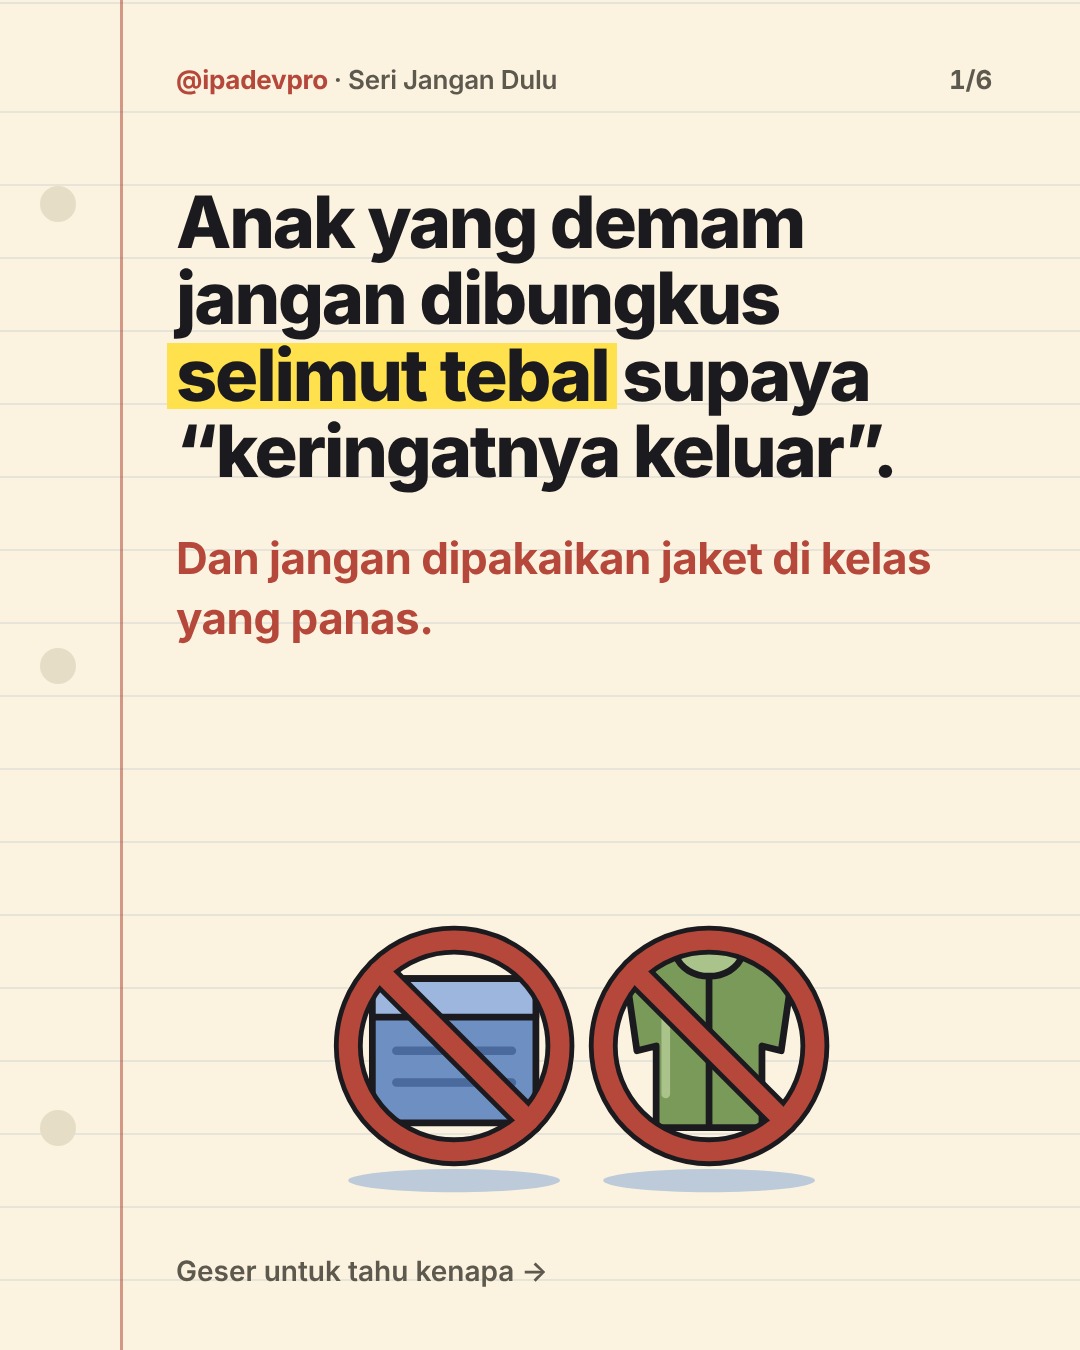 @ipadevpro · Seri Jangan Dulu
1/6
Anak yang demam
jangan dibungkus
selimut tebal supaya
“keringatnya keluar”.
Dan jangan dipakaikan jaket di kelas
yang panas.
Geser untuk tahu kenapa →